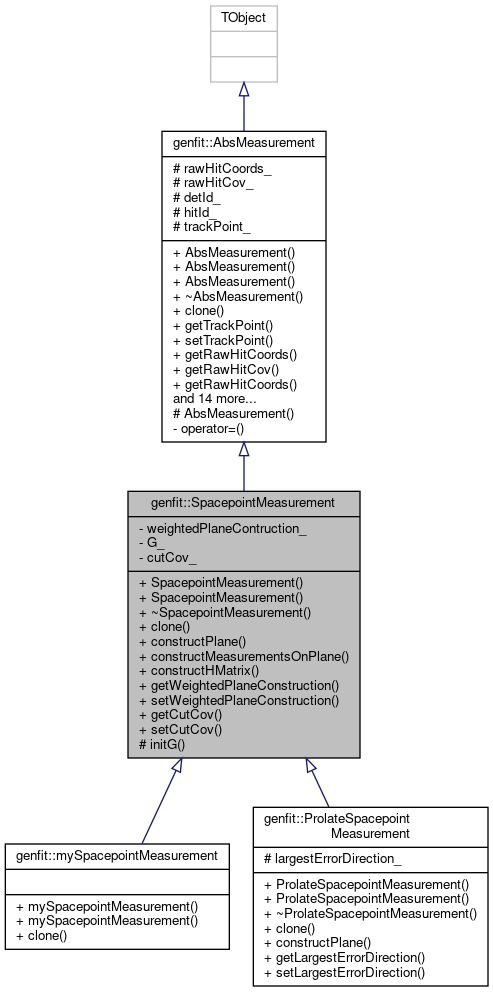 TObject
genfit::AbsMeasurement
# rawHitCoords_
# rawHitCov_
# detId_
# hitId_
# trackPoint_
+ AbsMeasurement()
+ AbsMeasurement()
+ AbsMeasurement()
+ ~AbsMeasurement()
+ clone()
+ getTrackPoint()
+ setTrackPoint()
+ getRawHitCoords()
+ getRawHitCov()
+ getRawHitCoords()
and 14 more...
# AbsMeasurement()
- operator=()
genfit::SpacepointMeasurement
- weightedPlaneContruction_
- G_
- cutCov_
+ SpacepointMeasurement()
+ SpacepointMeasurement()
+ ~SpacepointMeasurement()
+ clone()
+ constructPlane()
+ constructMeasurementsOnPlane()
+ constructHMatrix()
+ getWeightedPlaneConstruction()
+ setWeightedPlaneConstruction()
+ getCutCov()
+ setCutCov()
# initG()
genfit::mySpacepointMeasurement
+ mySpacepointMeasurement()
+ mySpacepointMeasurement()
+ clone()
genfit::ProlateSpacepoint
Measurement
# largestErrorDirection_
+ ProlateSpacepointMeasurement()
+ ProlateSpacepointMeasurement()
+ ~ProlateSpacepointMeasurement()
+ clone()
+ constructPlane()
+ getLargestErrorDirection()
+ setLargestErrorDirection()